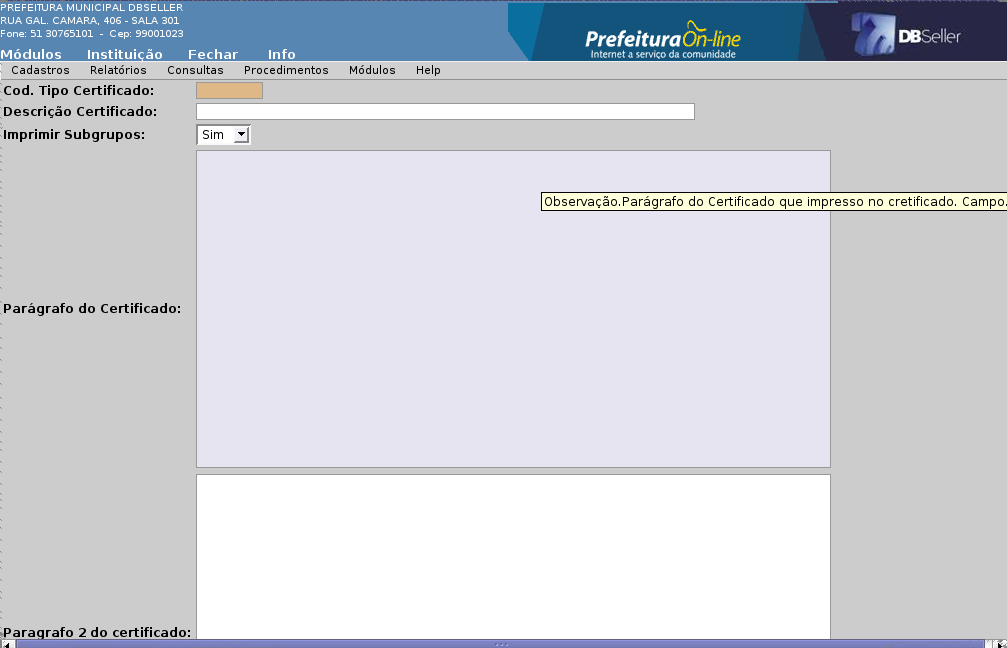 PREFEITURA MUNICIPAL DBSELLER
RUA GAL. CAMARA, 406 - SALA 301
Fone: 51 30765101 - Cep: 99001023
PrefeituraOn-line
Internet a serviço da comunidade
DBSeller
Módulos Instituição Fechar Info
Cadastros Relatórios Consultas Procedimentos Módulos Help
Cod. Tipo Certificado:
Descrição Certificado:
Imprimir Subgrupos: Sim
Observação.Parágrafo do Certificado que impresso no cretificado. Campo.
Parágrafo do Certificado:
Paragrafo 2 do certificado: